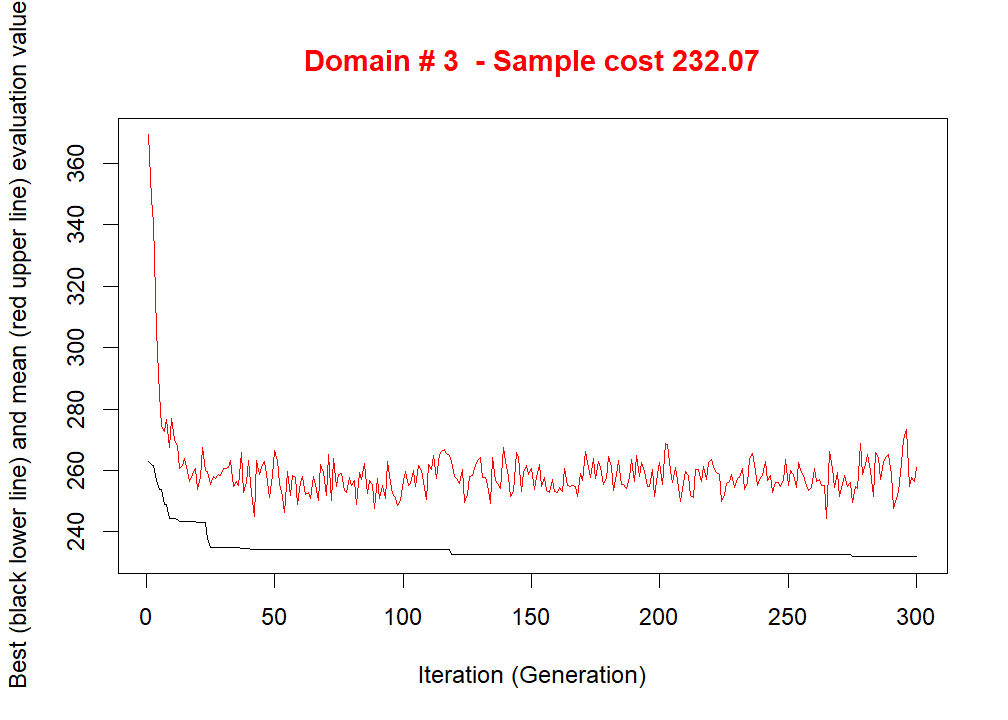 Domain # 3 - Sample cost 232.07
Best (black lower line) and mean (red upper line) evaluation value
360
340
320
300
280
260
240
0 50 100 150 200 250 300
Iteration (Generation)